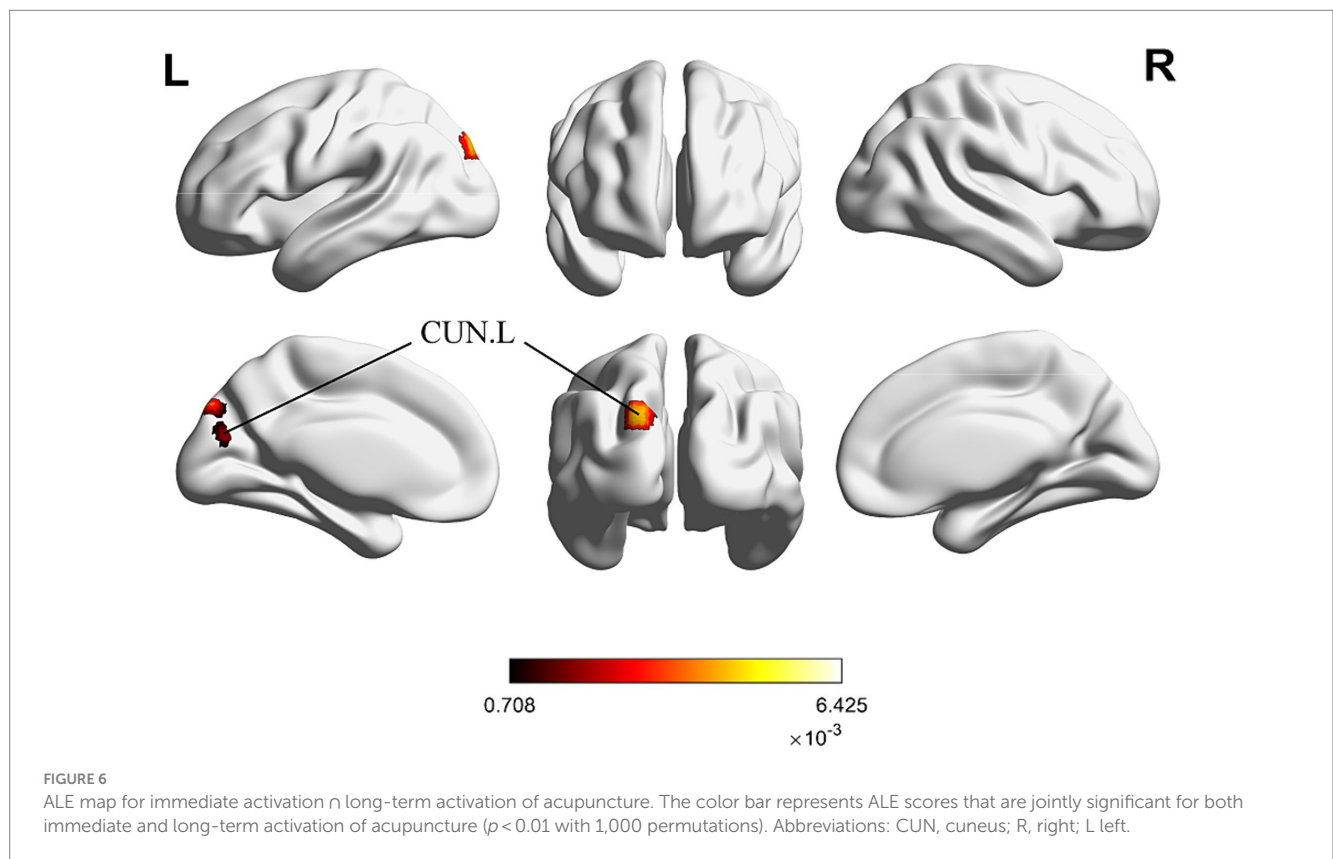 L
R
CUN.L
0.708
6.425
×10-3
FIGURE 6
ALE map for immediate activation ∩ long-term activation of acupuncture. The color bar represents ALE scores that are jointly significant for both
immediate and long-term activation of acupuncture (p < 0.01 with 1,000 permutations). Abbreviations: CUN, cuneus; R, right; L left.